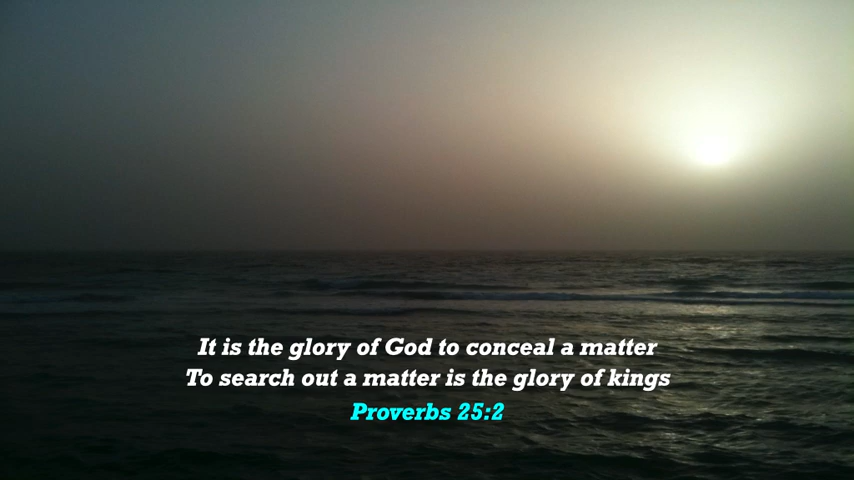 It is the glory of God to conceal a matter
To search out a matter is the glory of kings
Proverbs 25:2